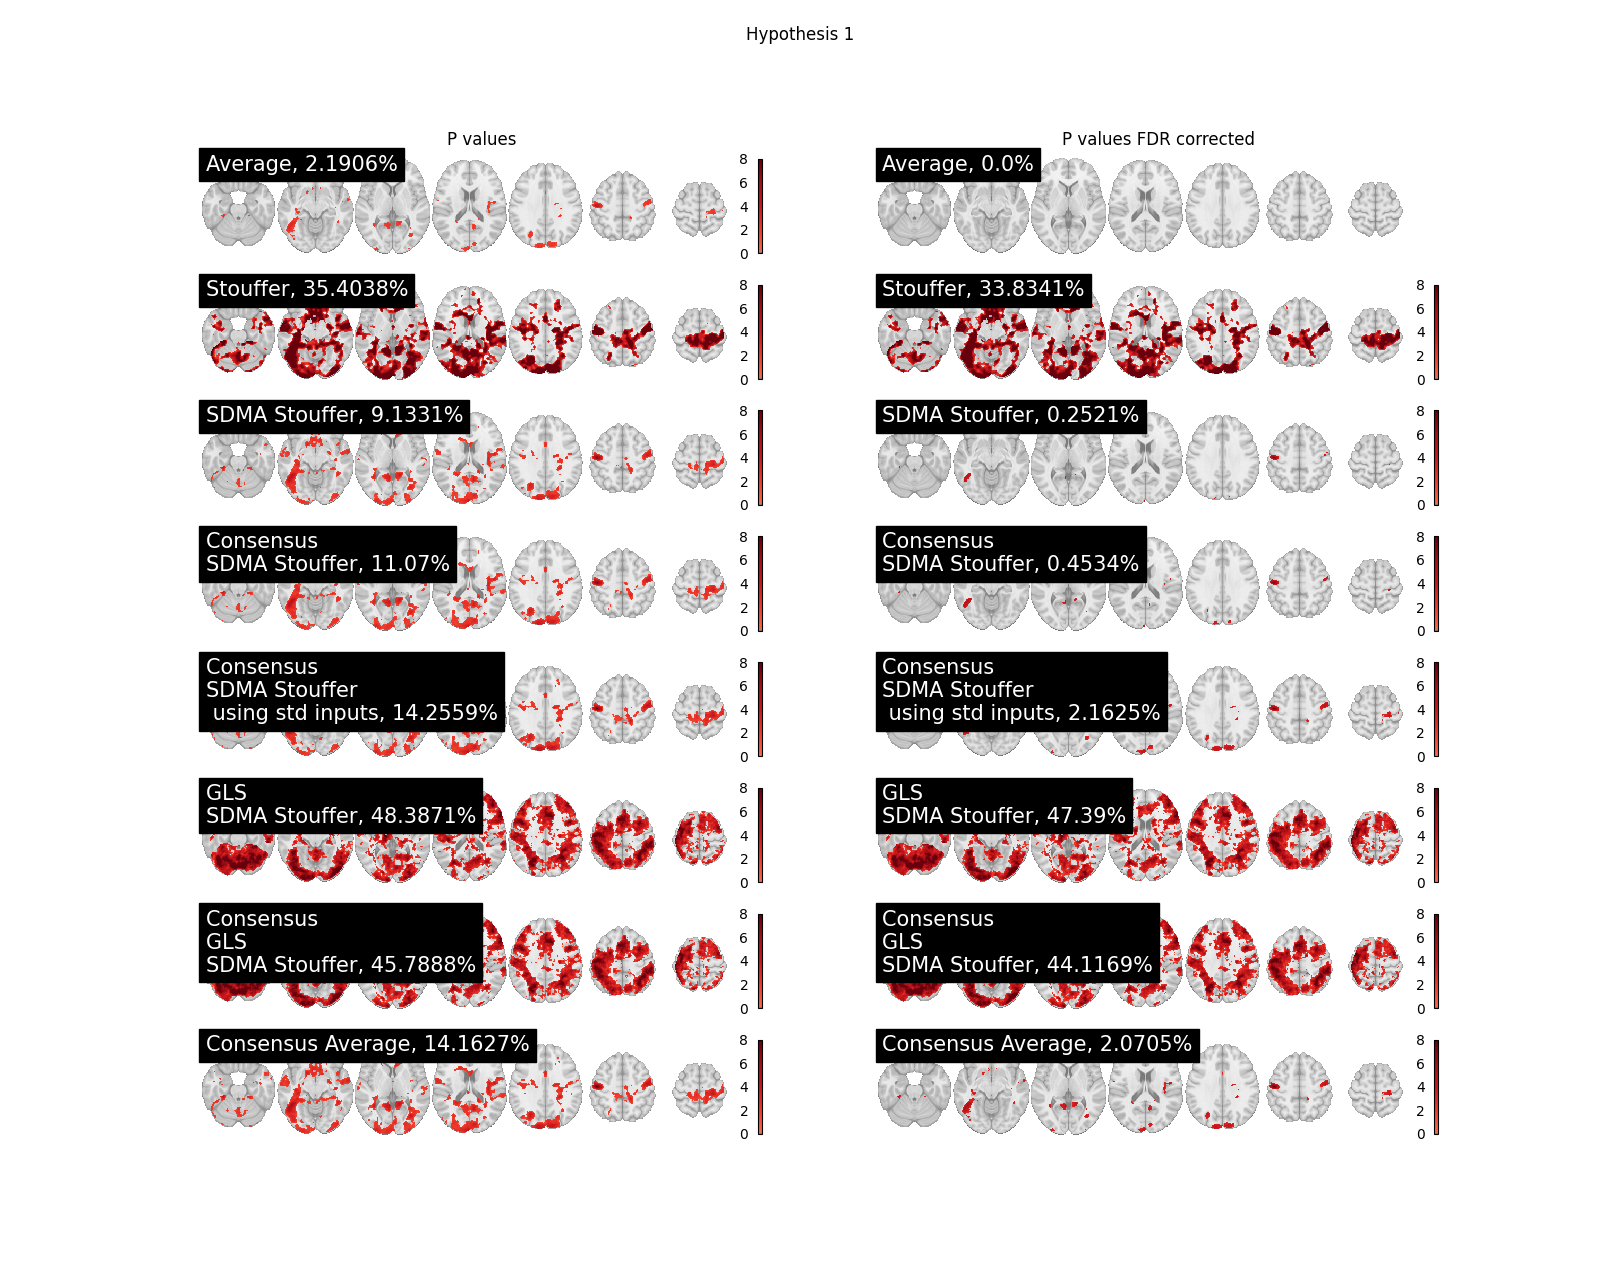 Hypothesis 1
P values
P values FDR corrected
Average, 2.1906%
8
6
4
2
0
Average, 0.0%
Stouffer, 35.4038%
8
6
4
2
0
Stouffer, 33.8341%
8
6
4
2
0
SDMA Stouffer, 9.1331%
8
6
4
2
0
SDMA Stouffer, 0.2521%
8
6
4
2
0
Consensus
SDMA Stouffer, 11.07%
8
6
4
2
0
Consensus
SDMA Stouffer, 0.4534%
8
6
4
2
0
Consensus
SDMA Stouffer
using std inputs, 14.2559%
8
6
4
2
0
Consensus
SDMA Stouffer
using std inputs, 2.1625%
8
6
4
2
0
GLS
SDMA Stouffer, 48.3871%
8
6
4
2
0
GLS
SDMA Stouffer, 47.39%
8
6
4
2
0
Consensus
GLS
SDMA Stouffer, 45.7888%
8
6
4
2
0
Consensus
GLS
SDMA Stouffer, 44.1169%
8
6
4
2
0
Consensus Average, 14.1627%
8
6
4
2
0
Consensus Average, 2.0705%
8
6
4
2
0